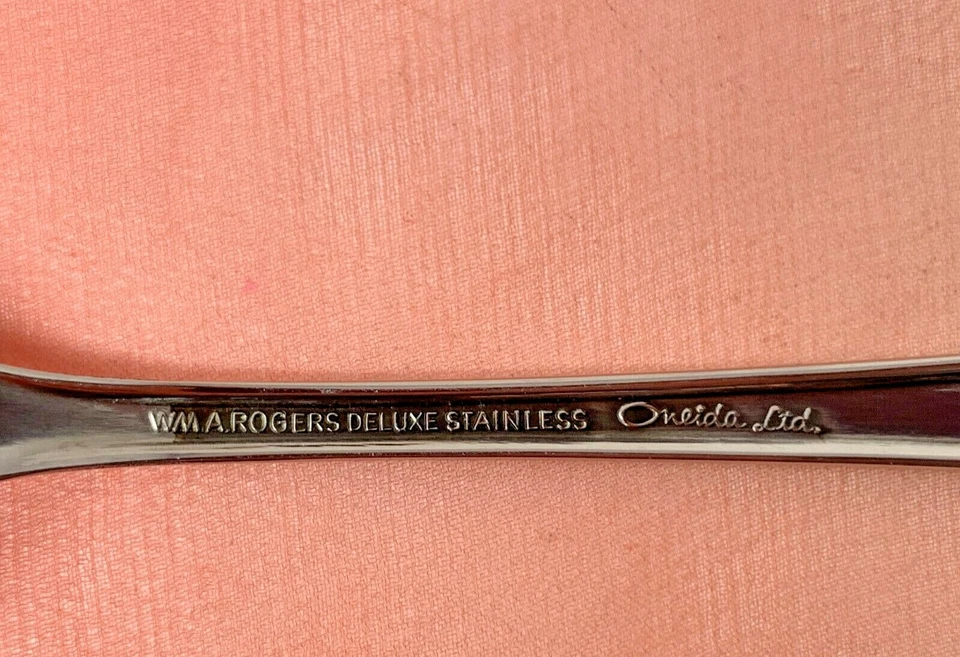 WM A. ROGERS DELUXE STAINLESS Oneida Ltd.